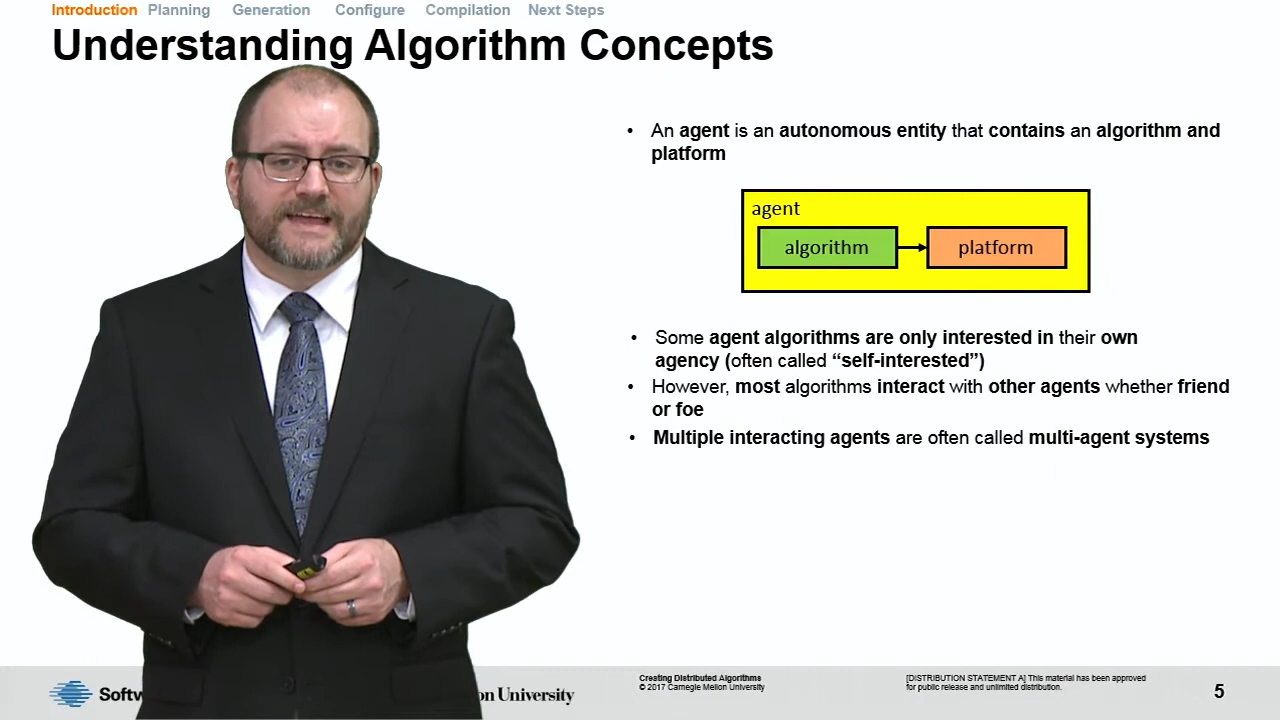 Introduction Planning Generation Configure Compilation Next Steps
Understanding Algorithm Concepts
• An agent is an autonomous entity that contains an algorithm and
platform
agent
algorithm
platform
• Some agent algorithms are only interested in their own
agency (often called “self-interested”)
• However, most algorithms interact with other agents whether friend
or foe
• Multiple interacting agents are often called multi-agent systems
University
Creating Distributed Algorithms
© 2017 Carnegie Mellon University
[DISTRIBUTION STATEMENT A] This material has been approved
for public release and unlimited distribution.
5